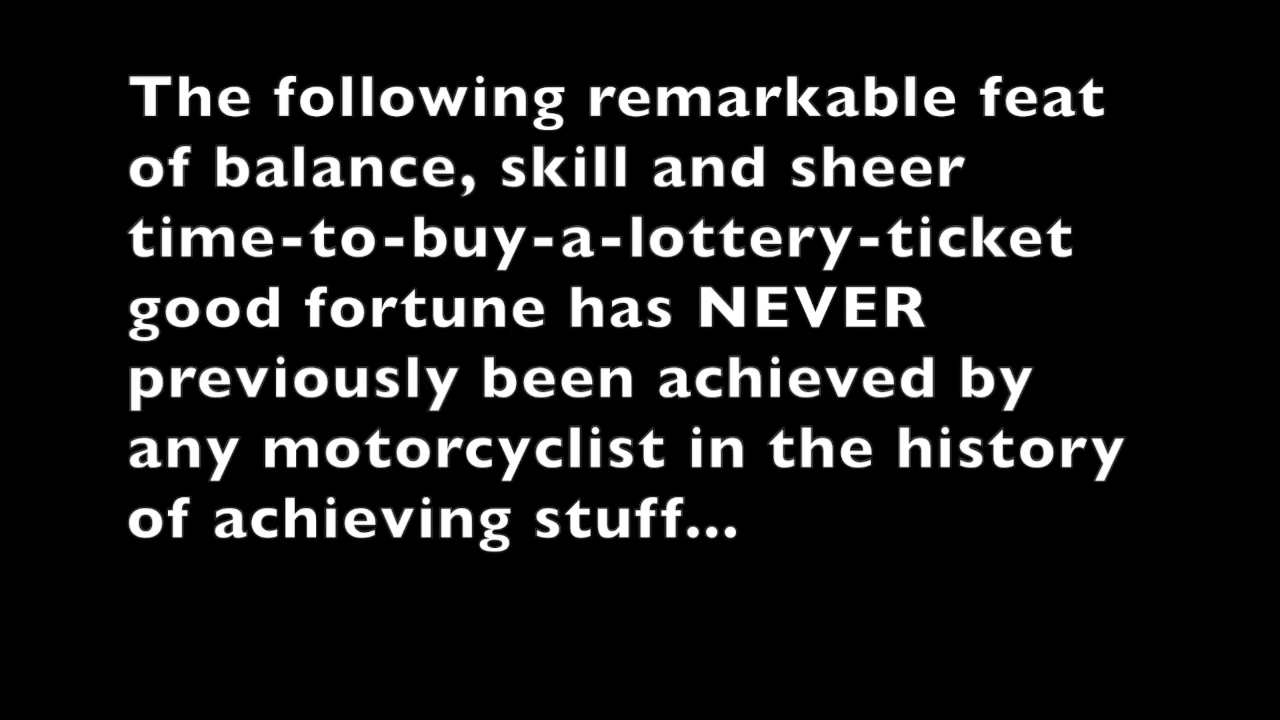 The following remarkable feat
of balance, skill and sheer
time-to-buy-a-lottery-ticket
good fortune has NEVER
previously been achieved by
any motorcyclist in the history
of achieving stuff...